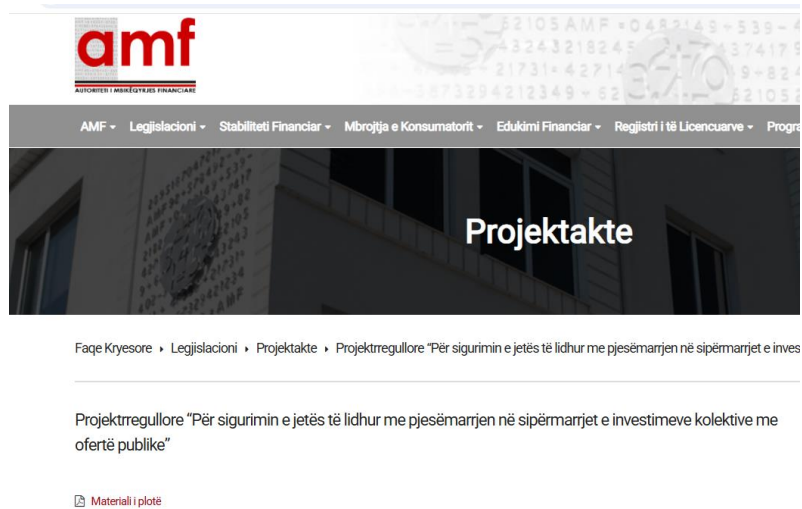 amf
AUTORITETI I MBIKËQYRJES FINANCIARE
AMF Legjislacioni Stabiliteti Financiar Mbrojtja e Konsumatorit Edukimi Financiar Regjistri i të Licencuarve
Projektakte
Faqe Kryesore Legjislacioni Projektakte Projektrregullore “Për sigurimin e jetës të lidhur me pjesëmarrjen në sipërmarrjet e
Projektrregullore “Për sigurimin e jetës të lidhur me pjesëmarrjen në sipërmarrjet e investimeve kolektive me
ofertë publike”
Materiali i plotë